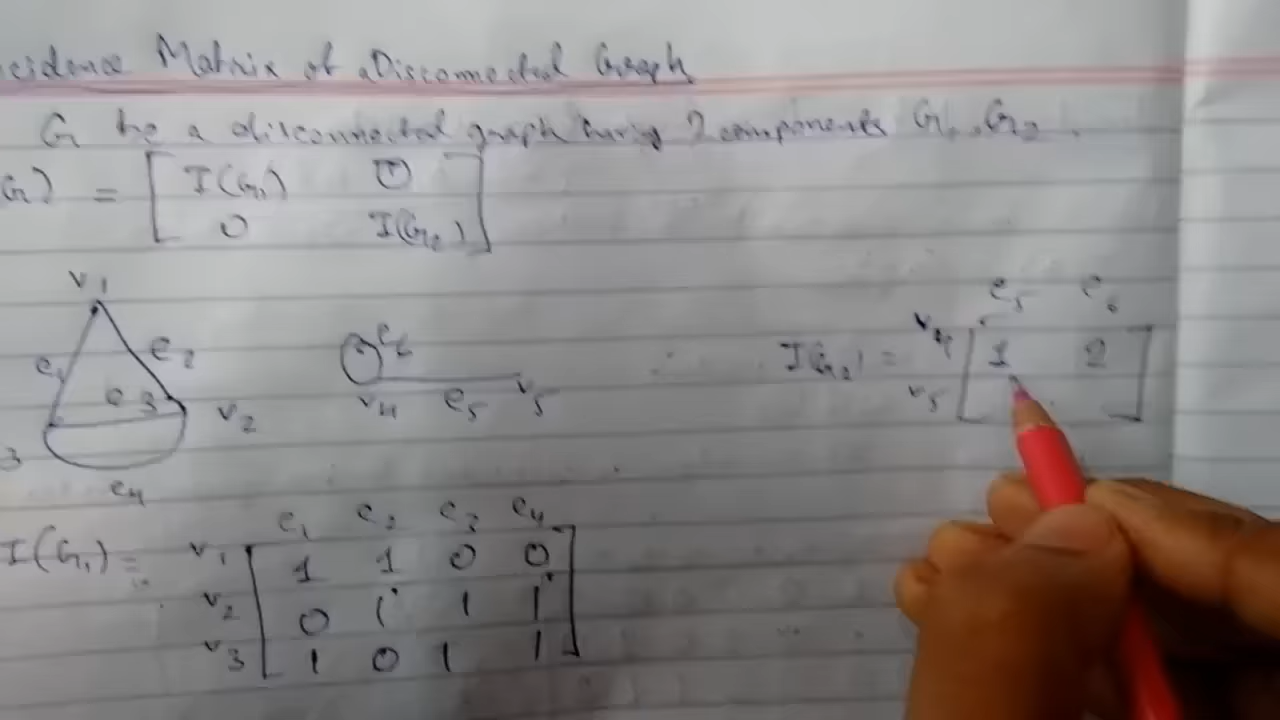 cidence Matrix of a Disconnected Graph
G be a disconnected graph having 2 components G1, G2.
G) = [ I(G1) 0
0 I(G2) ]
v1
e1 e2
e3
v2
3
e4
e6
v4 e5 v5
e5 e6
I(G2) = v4 [ 1 2
v5 ]
e1 e2 e3 e4
I(G1) = v1 [ 1 1 0 0
v2 0 1 1 1
v3 1 0 1 1 ]